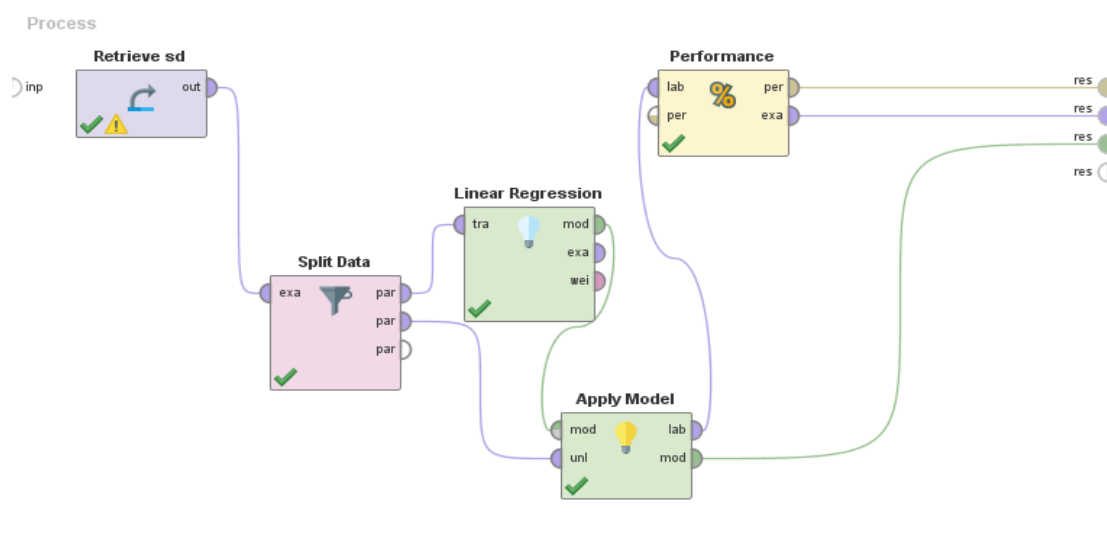 Process
inp
Retrieve sd
out
Split Data
exa
par
par
par
Linear Regression
tra
mod
exa
wei
Apply Model
mod
lab
unl
mod
Performance
lab
per
%
per
exa
res
res
res
res